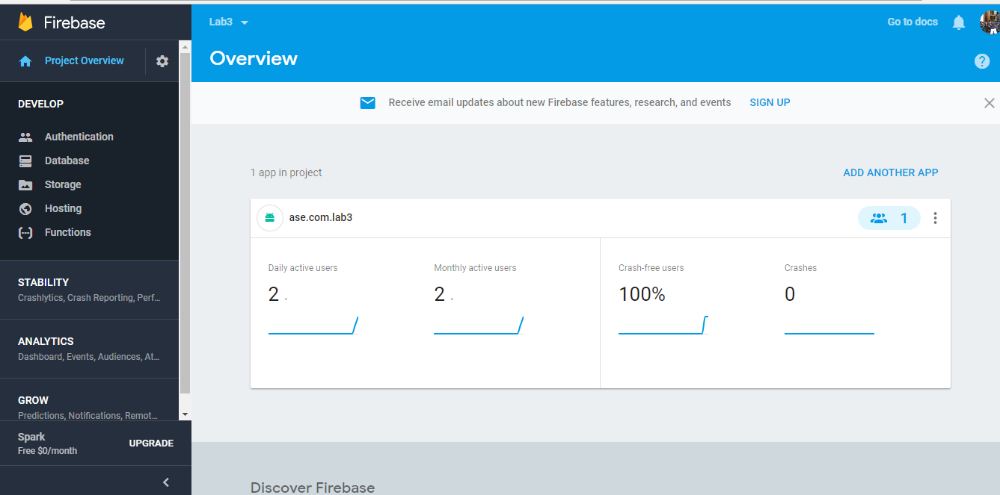 Firebase
Project Overview
DEVELOP
Authentication
Database
Storage
Hosting
Functions
STABILITY
Crashlytics, Crash Reporting, Perf...
ANALYTICS
Dashboard, Events, Audiences, At...
GROW
Predictions, Notifications, Remot...
Spark
Free $0/month
UPGRADE
Lab3
Go to docs
Overview
?
Receive email updates about new Firebase features, research, and events SIGN UP
1 app in project
ADD ANOTHER APP
ase.com.lab3
1
Daily active users
2 .
Monthly active users
2 .
Crash-free users
100%
Crashes
0
Discover Firebase